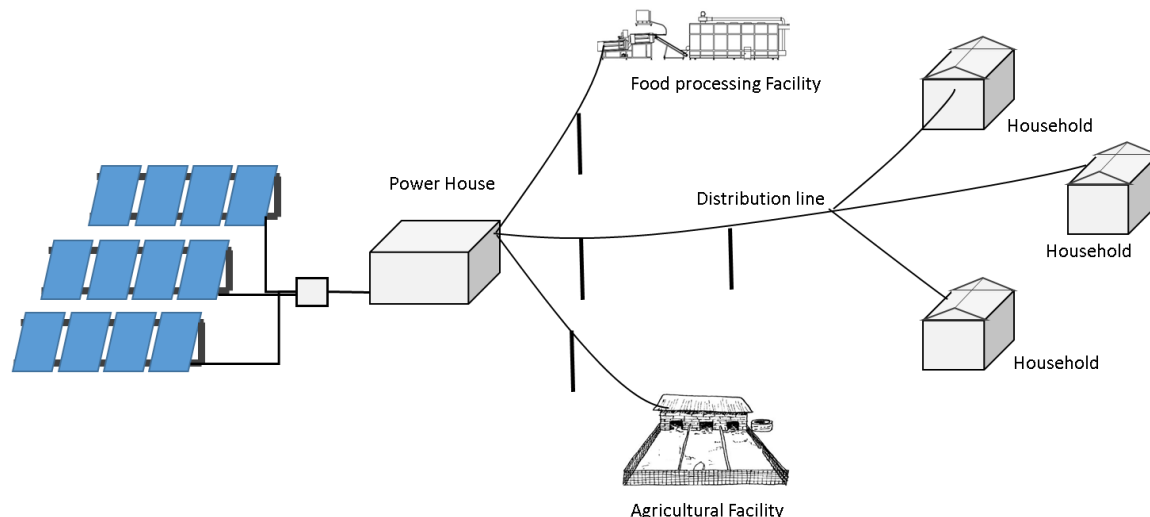 Food processing Facility
Household
Power House
Distribution line
Household
Household
Agricultural Facility